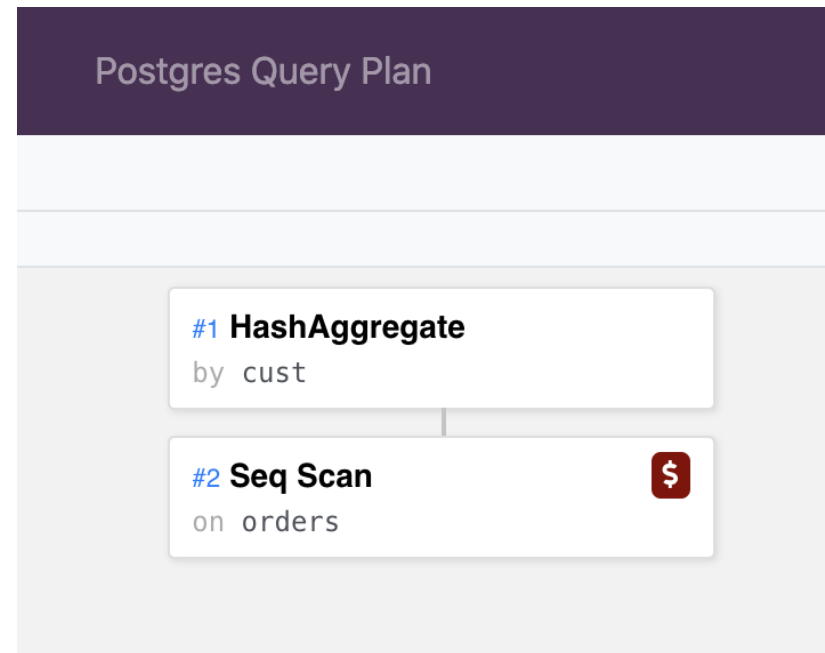 Postgres Query Plan
#1 HashAggregate
by cust
#2 Seq Scan
$
on orders